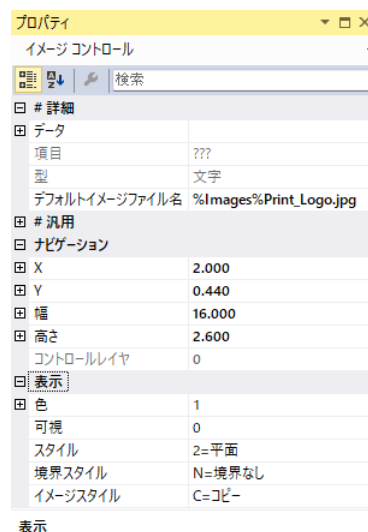 プロパティ
イメージ コントロール
検索
# 詳細
データ
項目 ???
型 文字
デフォルトイメージファイル名 %Images%Print_Logo.jpg
# 汎用
ナビゲーション
X 2.000
Y 0.440
幅 16.000
高さ 2.600
コントロールレイヤ 0
表示
色 1
可視 0
スタイル 2=平面
境界スタイル N=境界なし
イメージスタイル C=コピー
表示